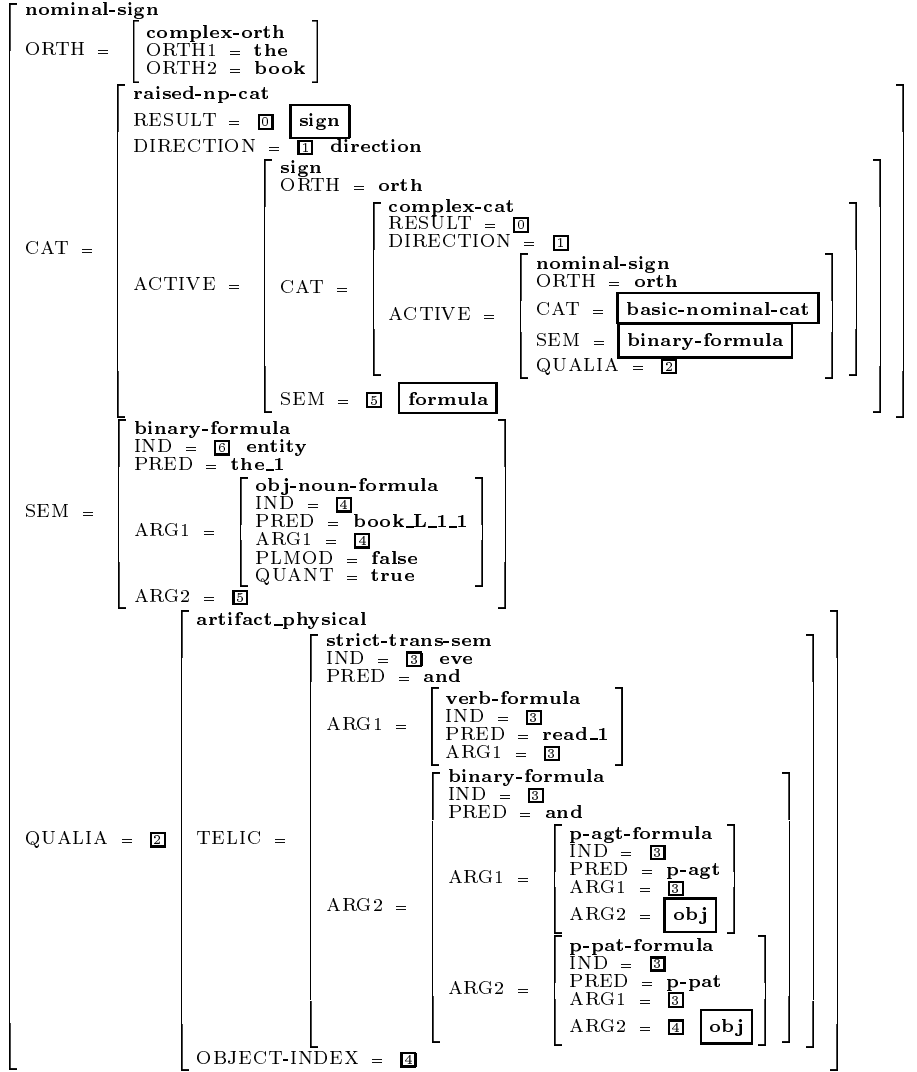 nominal-sign
ORTH = complex-orth
ORTH1 = the
ORTH2 = book
CAT = raised-np-cat
RESULT = 0 sign
DIRECTION = 1 direction
ACTIVE = sign
ORTH = orth
CAT = complex-cat
RESULT = 0
DIRECTION = 1
ACTIVE = nominal-sign
ORTH = orth
CAT = basic-nominal-cat
SEM = binary-formula
QUALIA = 2
SEM = 5 formula
SEM = binary-formula
IND = 6 entity
PRED = the_1
ARG1 = obj-noun-formula
IND = 4
PRED = book_L_1_1
ARG1 = 4
PLMOD = false
QUANT = true
ARG2 = 5
QUALIA = 2 artifact_physical
TELIC = strict-trans-sem
IND = 3 eve
PRED = and
ARG1 = verb-formula
IND = 3
PRED = read_1
ARG1 = 3
ARG2 = binary-formula
IND = 3
PRED = and
ARG1 = p-agt-formula
IND = 3
PRED = p-agt
ARG1 = 3
ARG2 = obj
ARG2 = p-pat-formula
IND = 3
PRED = p-pat
ARG1 = 3
ARG2 = 4 obj
OBJECT-INDEX = 4